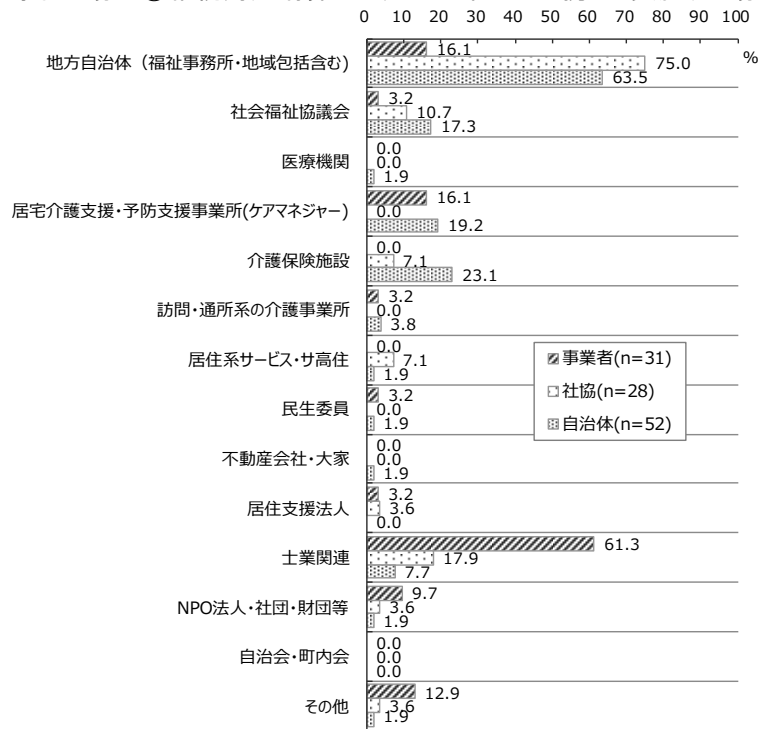 0 10 20 30 40 50 60 70 80 90 100
%
地方自治体（福祉事務所・地域包括含む）
16.1
75.0
63.5
社会福祉協議会
3.2
10.7
17.3
医療機関
0.0
0.0
1.9
居宅介護支援・予防支援事業所(ケアマネジャー)
16.1
0.0
19.2
介護保険施設
0.0
7.1
23.1
訪問・通所系の介護事業所
3.2
0.0
3.8
居住系サービス・サ高住
0.0
7.1
1.9
民生委員
3.2
0.0
1.9
不動産会社・大家
0.0
0.0
1.9
居住支援法人
3.2
3.6
0.0
士業関連
61.3
17.9
7.7
NPO法人・社団・財団等
9.7
3.6
1.9
自治会・町内会
0.0
0.0
0.0
その他
12.9
3.6
1.9
事業者(n=31)
社協(n=28)
自治体(n=52)